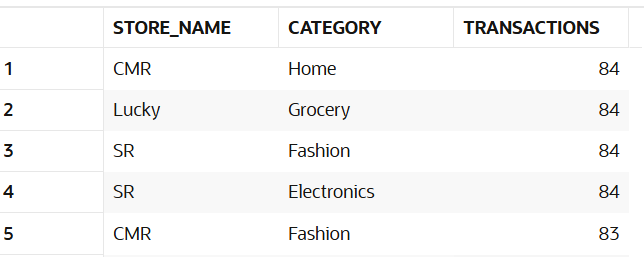 STORE_NAME CATEGORY TRANSACTIONS
1 CMR Home 84
2 Lucky Grocery 84
3 SR Fashion 84
4 SR Electronics 84
5 CMR Fashion 83